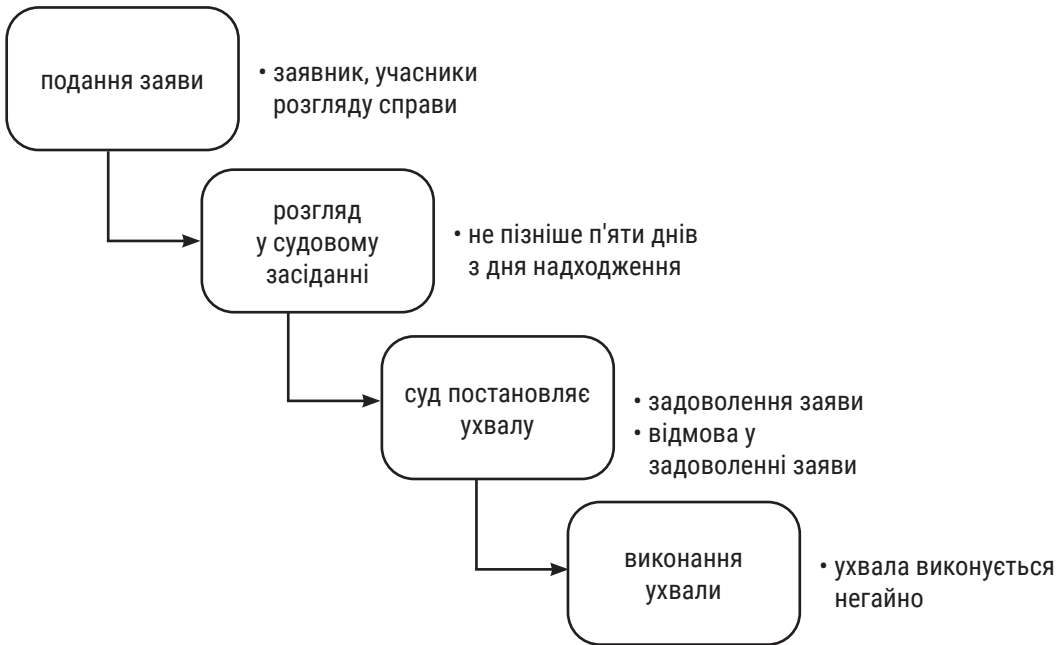 подання заяви
• заявник, учасники
розгляду справи
розгляд
у судовому
засіданні
• не пізніше п'яти днів
з дня надходження
суд постановляє
ухвалу
• задоволення заяви
• відмова у
задоволенні заяви
виконання
ухвали
• ухвала виконується
негайно